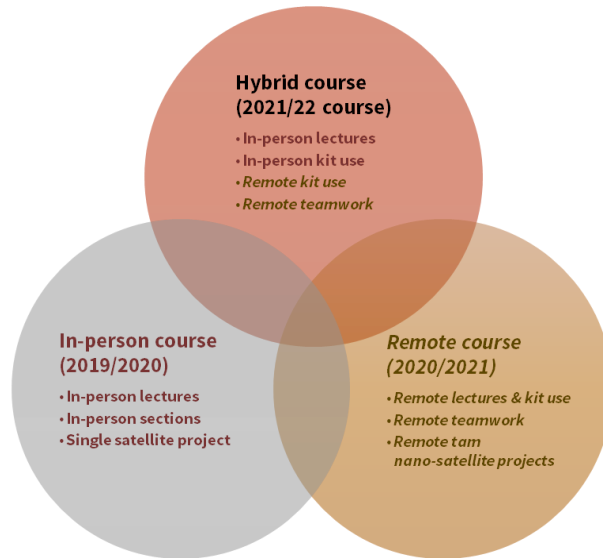 Hybrid course
(2021/22 course)
• In-person lectures
• In-person kit use
• Remote kit use
• Remote teamwork
In-person course
(2019/2020)
• In-person lectures
• In-person sections
• Single satellite project
Remote course
(2020/2021)
• Remote lectures & kit use
• Remote teamwork
• Remote tam
nano-satellite projects